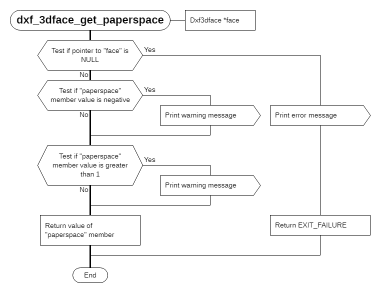 dxf_3dface_get_paperspace
Dxf3dface *face
Test if pointer to "face" is
NULL
Yes
No
Test if "paperspace"
member value is negative
Yes
No
Print warning message
Print error message
Test if "paperspace"
member value is greater
than 1
Yes
No
Print warning message
Return value of
"paperspace" member
Return EXIT_FAILURE
End